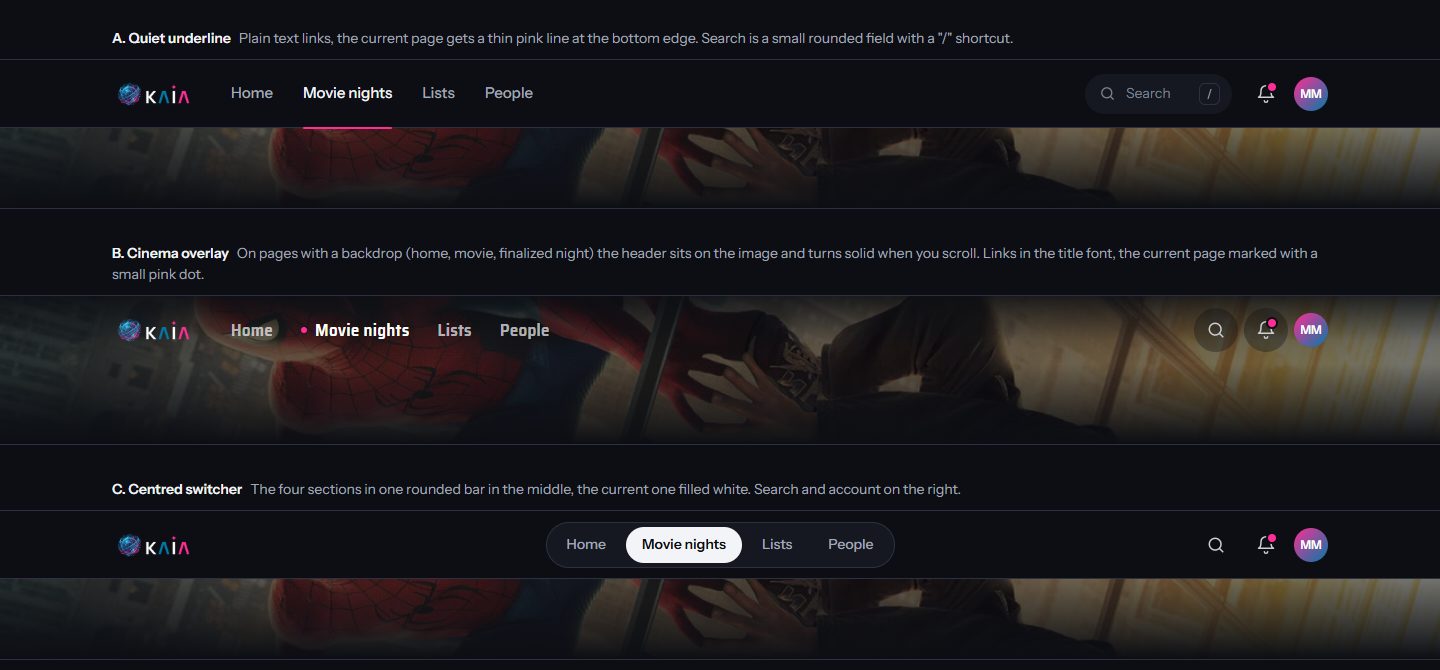 A. Quiet underline Plain text links, the current page gets a thin pink line at the bottom edge. Search is a small rounded field with a "/" shortcut.
KAIA Home Movie nights Lists People Search / MM
B. Cinema overlay On pages with a backdrop (home, movie, finalized night) the header sits on the image and turns solid when you scroll. Links in the title font, the current page marked with a
small pink dot.
KAIA Home Movie nights Lists People MM
C. Centred switcher The four sections in one rounded bar in the middle, the current one filled white. Search and account on the right.
KAIA Home Movie nights Lists People MM